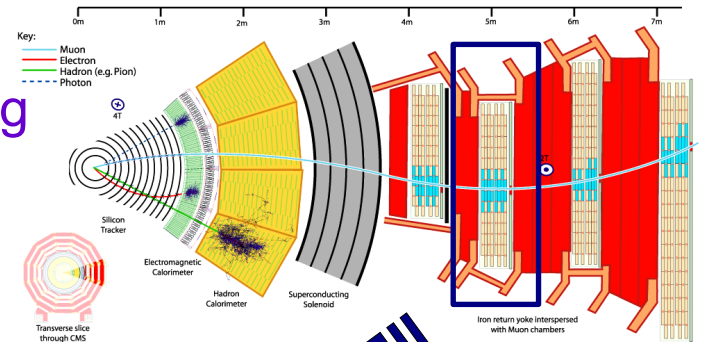 0m 1m 2m 3m 4m 5m 6m 7m
Key:
Muon
Electron
Hadron (e.g. Pion)
Photon
g
4T
2T
Silicon
Tracker
Electromagnetic
Calorimeter
Hadron
Calorimeter
Superconducting
Solenoid
Iron return yoke interspersed
with Muon chambers
Transverse slice
through CMS